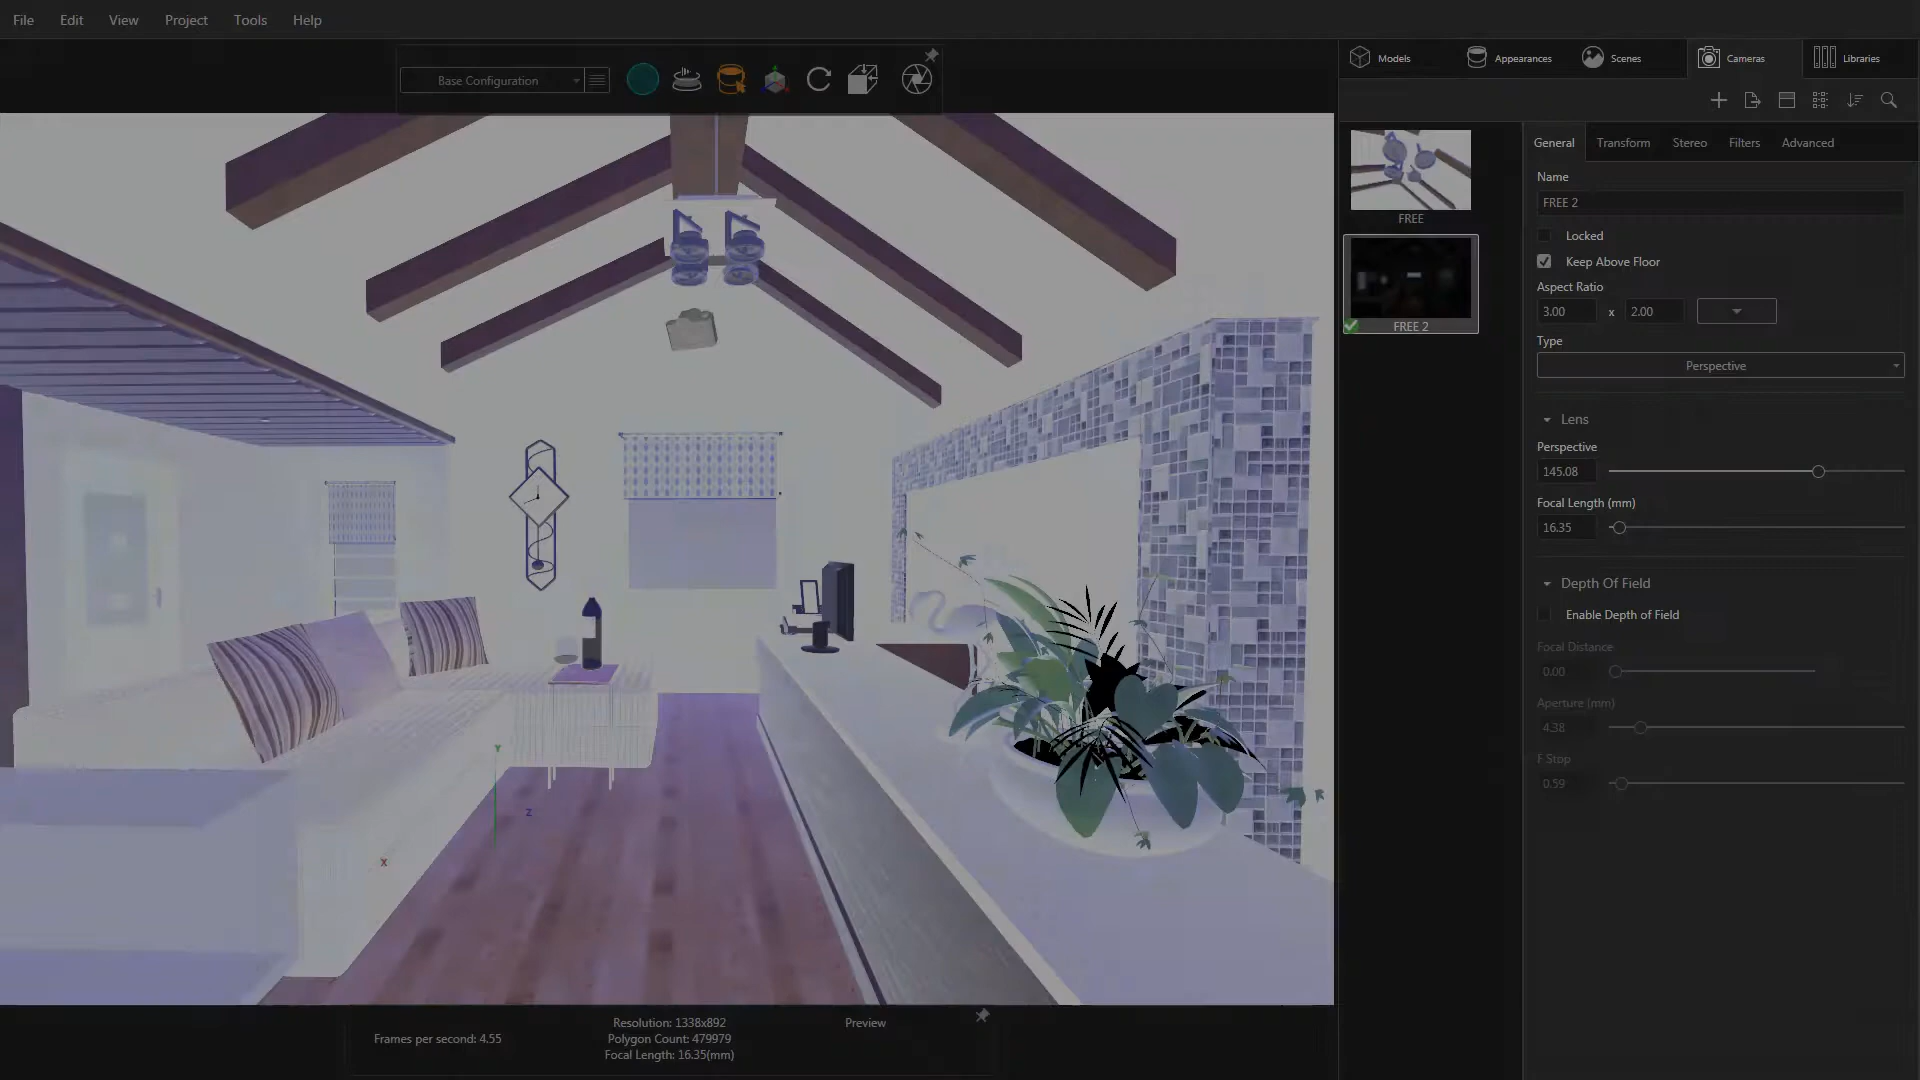 File Edit View Project Tools Help
Base Configuration
Models Appearances Scenes Cameras Libraries
FREE
FREE 2
General Transform Stereo Filters Advanced
Name
FREE 2
Locked
Keep Above Floor
Aspect Ratio
3.00 x 2.00
Type
Perspective
Lens
Perspective
145.08
Focal Length (mm)
16.35
Depth Of Field
Enable Depth of Field
Focal Distance
0.00
Aperture (mm)
4.38
F Stop
0.59
Y
Z
X
Frames per second: 4.55
Resolution: 1338x892
Polygon Count: 479979
Focal Length: 16.35(mm)
Preview